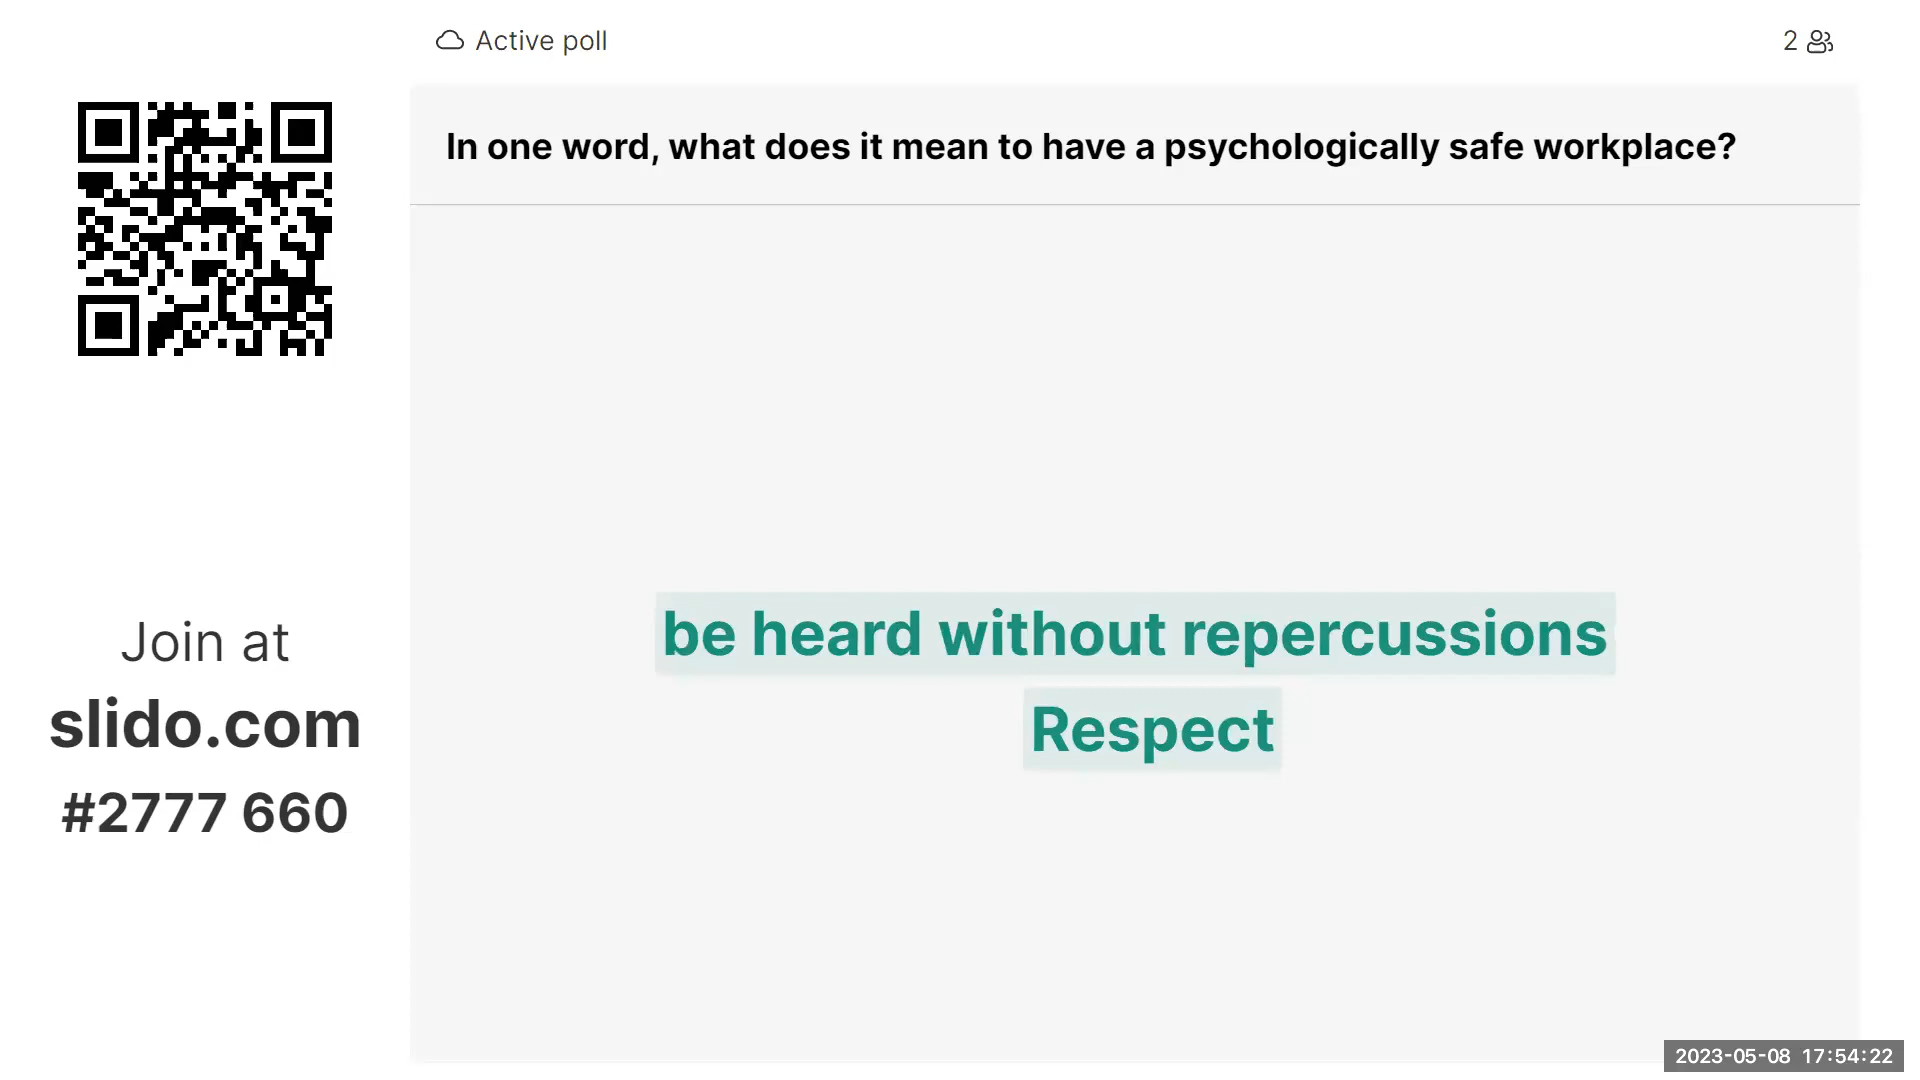 Active poll
2
In one word, what does it mean to have a psychologically safe workplace?
be heard without repercussions
Respect
Join at
slido.com
#2777 660
2023-05-08 17:54:22